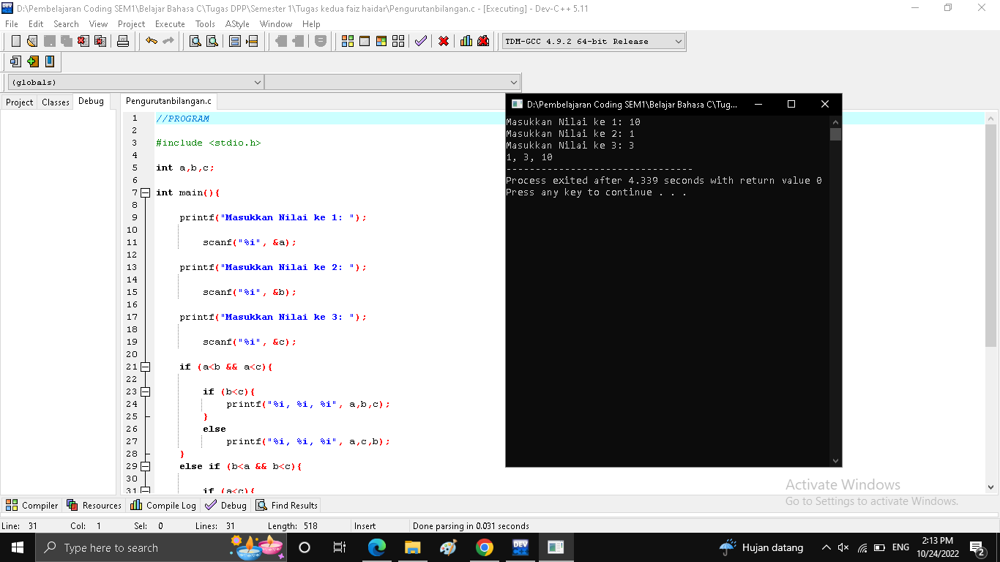 D:\Pembelajaran Coding SEM1\Belajar Bahasa C\Tugas DPP\Semester 1\Tugas kedua faiz haidar\Pengurutanbilangan.c - [Executing] - Dev-C++ 5.11
File Edit Search View Project Execute Tools AStyle Window Help
TDM-GCC 4.9.2 64-bit Release
(globals)
Project Classes Debug
Pengurutanbilangan.c
1 //PROGRAM
2
3 #include <stdio.h>
4
5 int a,b,c;
6
7 int main(){
8
9 printf("Masukkan Nilai ke 1: ");
10
11 scanf("%i", &a);
12
13 printf("Masukkan Nilai ke 2: ");
14
15 scanf("%i", &b);
16
17 printf("Masukkan Nilai ke 3: ");
18
19 scanf("%i", &c);
20
21 if (a<b && a<c){
22
23 if (b<c){
24 printf("%i, %i, %i", a,b,c);
25 }
26 else
27 printf("%i, %i, %i", a,c,b);
28 }
29 else if (b<a && b<c){
30
31 if (a<c){
D:\Pembelajaran Coding SEM1\Belajar Bahasa C\Tug...
Masukkan Nilai ke 1: 10
Masukkan Nilai ke 2: 1
Masukkan Nilai ke 3: 3
1, 3, 10
--------------------------------
Process exited after 4.339 seconds with return value 0
Press any key to continue . . .
Activate Windows
Go to Settings to activate Windows.
Compiler Resources Compile Log Debug Find Results
Line: 31 Col: 1 Sel: 0 Lines: 31 Length: 518 Insert Done parsing in 0.031 seconds
Type here to search
DEV
Hujan datang
ENG
2:13 PM
10/24/2022
2